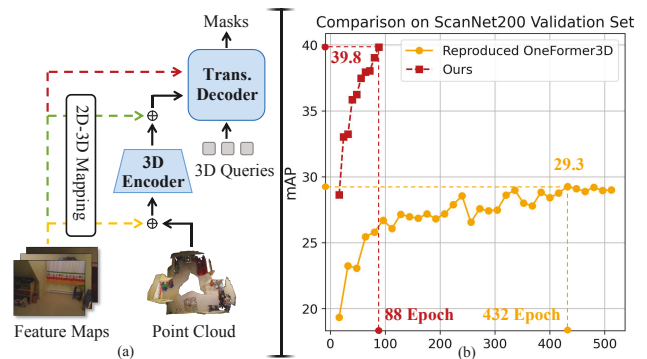 (a)
Masks
Trans.
Decoder
2D-3D Mapping
3D
Encoder
3D Queries
Feature Maps
Point Cloud
Comparison on ScanNet200 Validation Set
Reproduced OneFormer3D
Ours
mAP
40
35
30
25
20
39.8
29.3
88 Epoch
432 Epoch
0
100
200
300
400
500
(a)
(b)